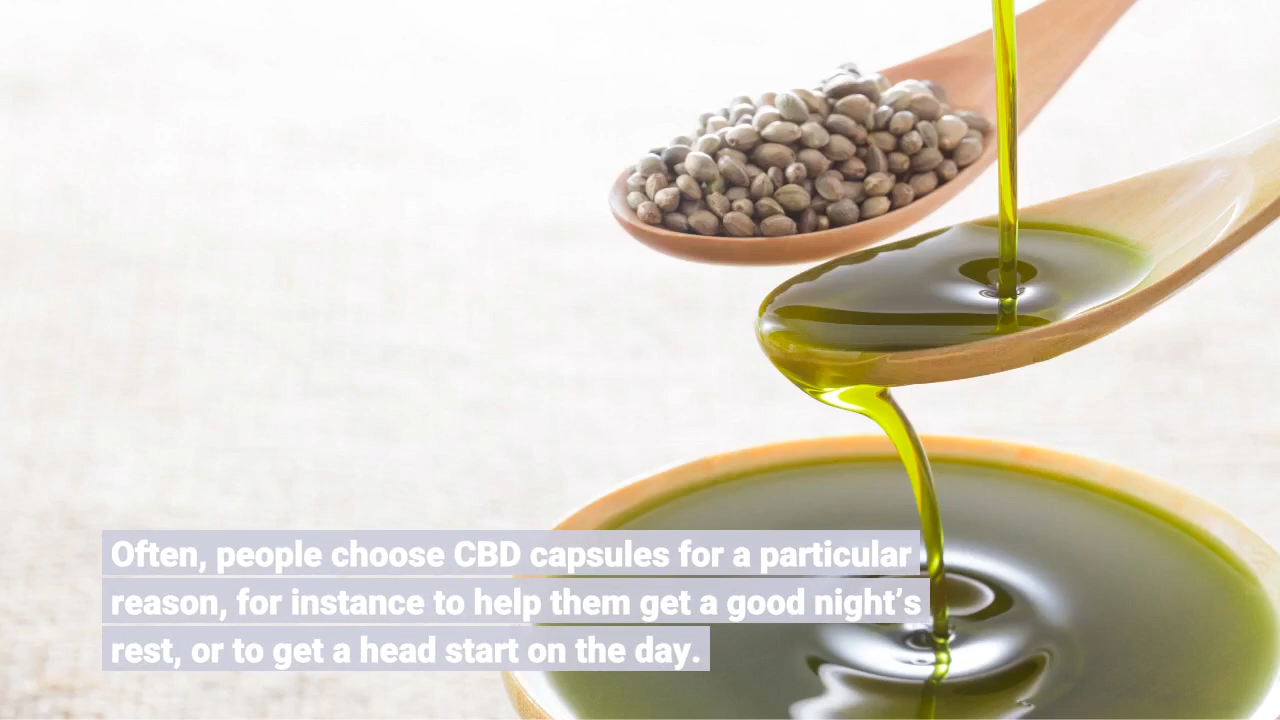 Often, people choose CBD capsules for a particular
reason, for instance to help them get a good night’s
rest, or to get a head start on the day.